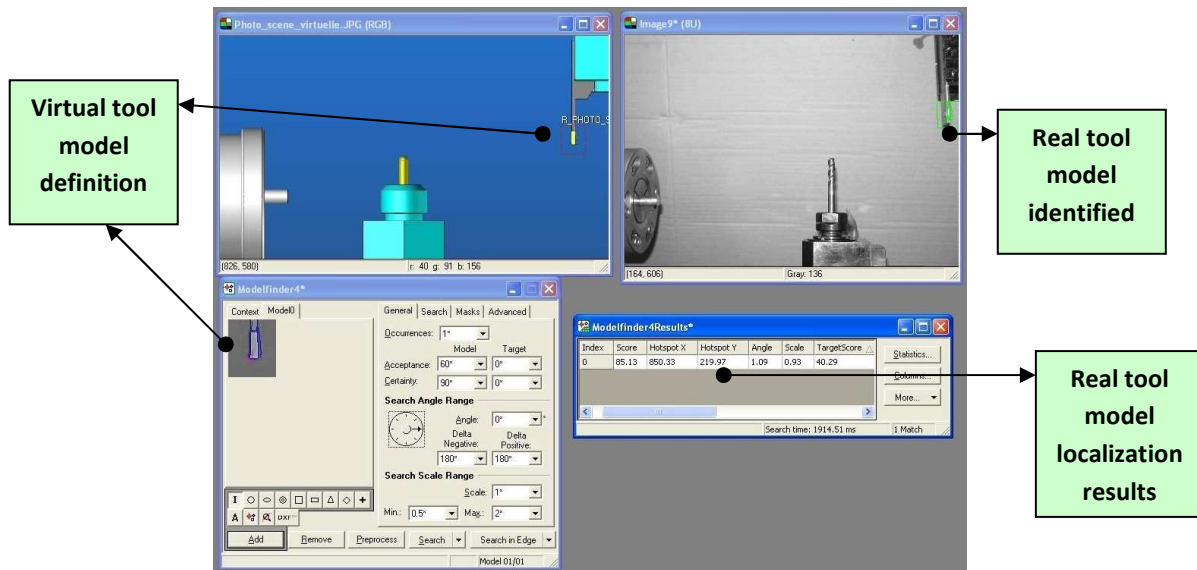 Photo_scene_virtuelle.JPG (RGB)
Image9* (8U)
Virtual tool
model
definition
R_PHOTO_S
Real tool
model
identified
(826, 580)
r: 40 g: 91 b: 156
(164, 606)
Gray: 136
Modelfinder4*
Context Model0
General Search Masks Advanced
Occurrences: 1*
Model Target
Acceptance: 60* 0*
Certainty: 90* 0*
Search Angle Range
Angle: 0* °
Delta Delta
Negative: Positive:
180* 180*
Search Scale Range
Scale: 1*
Min.: 0.5* Max.: 2*
A DXF
Add Remove Preprocess Search Search in Edge
Model 01/01
Modelfinder4Results*
Index Score Hotspot X Hotspot Y Angle Scale TargetScore
0 85.13 850.33 219.97 1.09 0.93 40.29
Statistics...
Columns...
More...
Search time: 1914.51 ms 1 Match
Real tool
model
localization
results